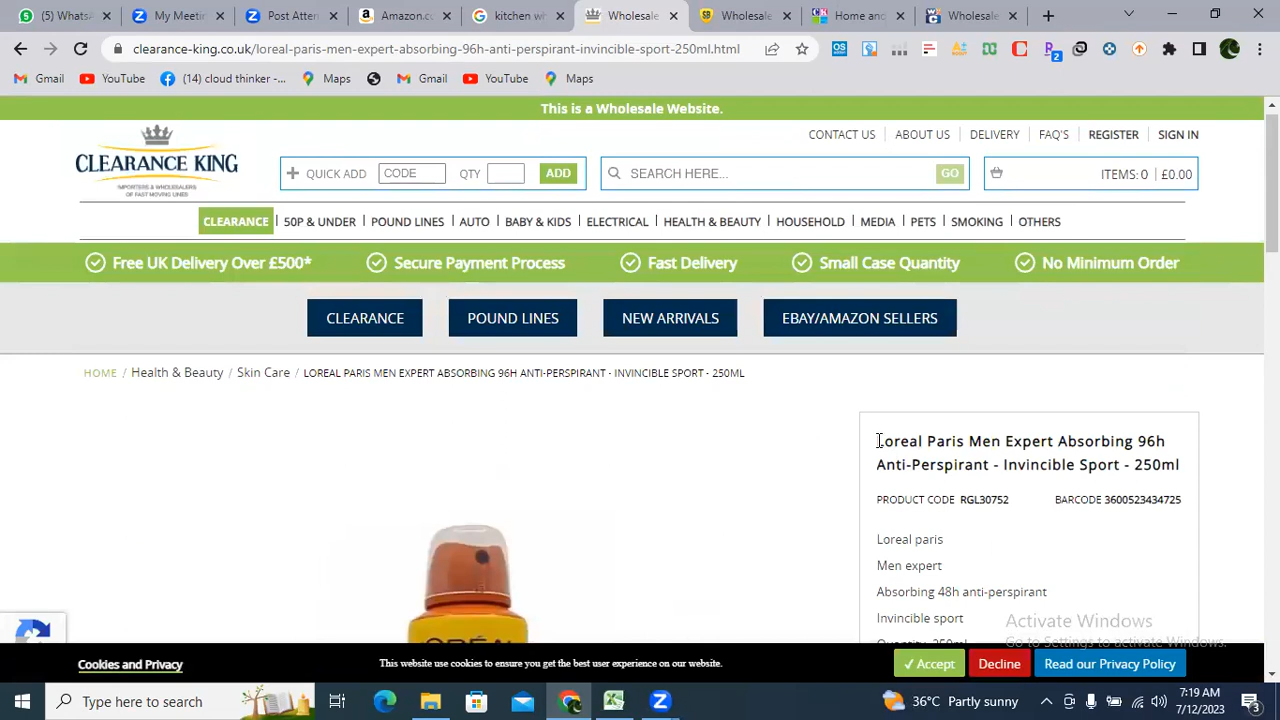 (5) WhatsA
My Meetin
Post Atten
Amazon.co
kitchen wh
Wholesale
Wholesale
Home and
Wholesale
clearance-king.co.uk/loreal-paris-men-expert-absorbing-96h-anti-perspirant-invincible-sport-250ml.html
Gmail
YouTube
(14) cloud thinker -...
Maps
Gmail
YouTube
Maps
This is a Wholesale Website.
CONTACT US
ABOUT US
DELIVERY
FAQ'S
REGISTER
SIGN IN
CLEARANCE KING
IMPORTERS & WHOLESALERS
OF FAST MOVING LINES
QUICK ADD CODE QTY ADD
SEARCH HERE... GO
ITEMS: 0 £0.00
CLEARANCE 50P & UNDER POUND LINES AUTO BABY & KIDS ELECTRICAL HEALTH & BEAUTY HOUSEHOLD MEDIA PETS SMOKING OTHERS
Free UK Delivery Over £500* Secure Payment Process Fast Delivery Small Case Quantity No Minimum Order
CLEARANCE POUND LINES NEW ARRIVALS EBAY/AMAZON SELLERS
HOME / Health & Beauty / Skin Care / LOREAL PARIS MEN EXPERT ABSORBING 96H ANTI-PERSPIRANT - INVINCIBLE SPORT - 250ML
Loreal Paris Men Expert Absorbing 96h
Anti-Perspirant - Invincible Sport - 250ml
PRODUCT CODE RGL30752 BARCODE 3600523434725
Loreal paris
Men expert
Absorbing 48h anti-perspirant
Invincible sport
Quantity 250ml
Activate Windows
Go to Settings to activate Windows.
Cookies and Privacy
This website use cookies to ensure you get the best user experience on our website.
✓ Accept
Decline
Read our Privacy Policy
Type here to search
36°C Partly sunny
7:19 AM
7/12/2023